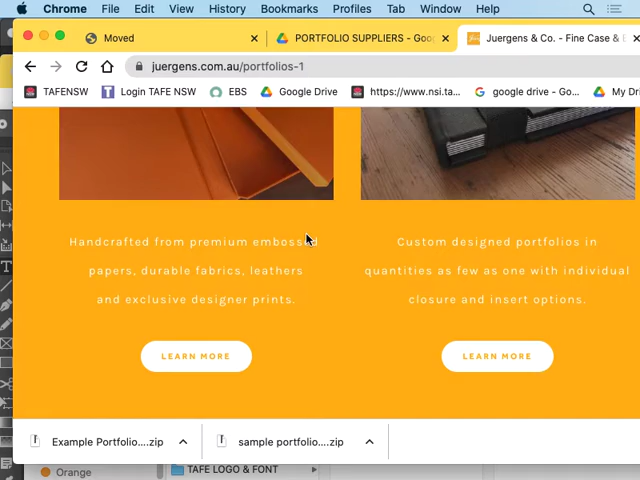 Chrome File Edit View History Bookmarks Profiles Tab Window Help
Moved PORTFOLIO SUPPLIERS - Goo Juergens & Co. - Fine Case & B
juergens.com.au/portfolios-1
TAFENSW Login TAFE NSW EBS Google Drive https://www.nsi.ta... google drive - Go... My Dri
Handcrafted from premium embossed
papers, durable fabrics, leathers
and exclusive designer prints.
LEARN MORE
Custom designed portfolios in
quantities as few as one with individual
closure and insert options.
LEARN MORE
Example Portfolio....zip sample portfolio....zip
Orange TAFE LOGO & FONT